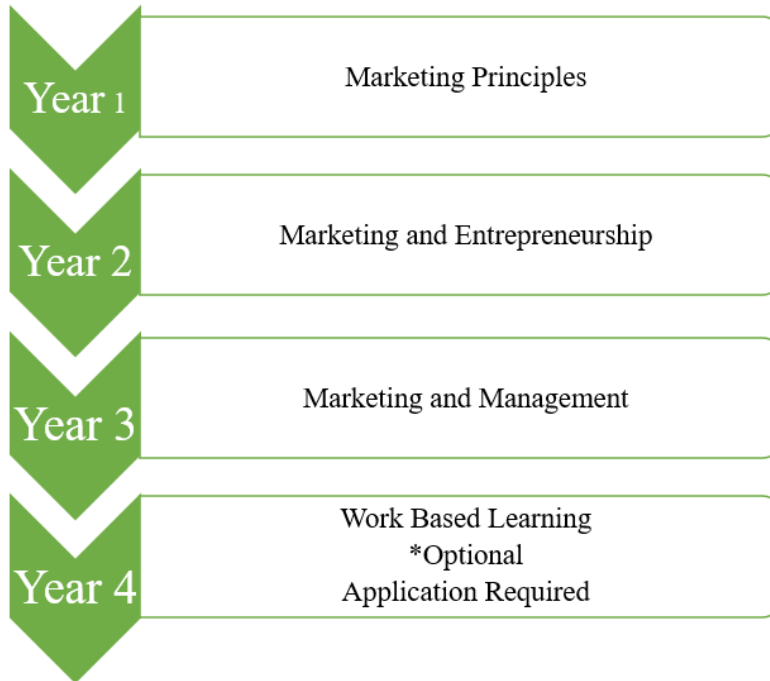 Year 1
Marketing Principles
Year 2
Marketing and Entrepreneurship
Year 3
Marketing and Management
Year 4
Work Based Learning
*Optional
Application Required